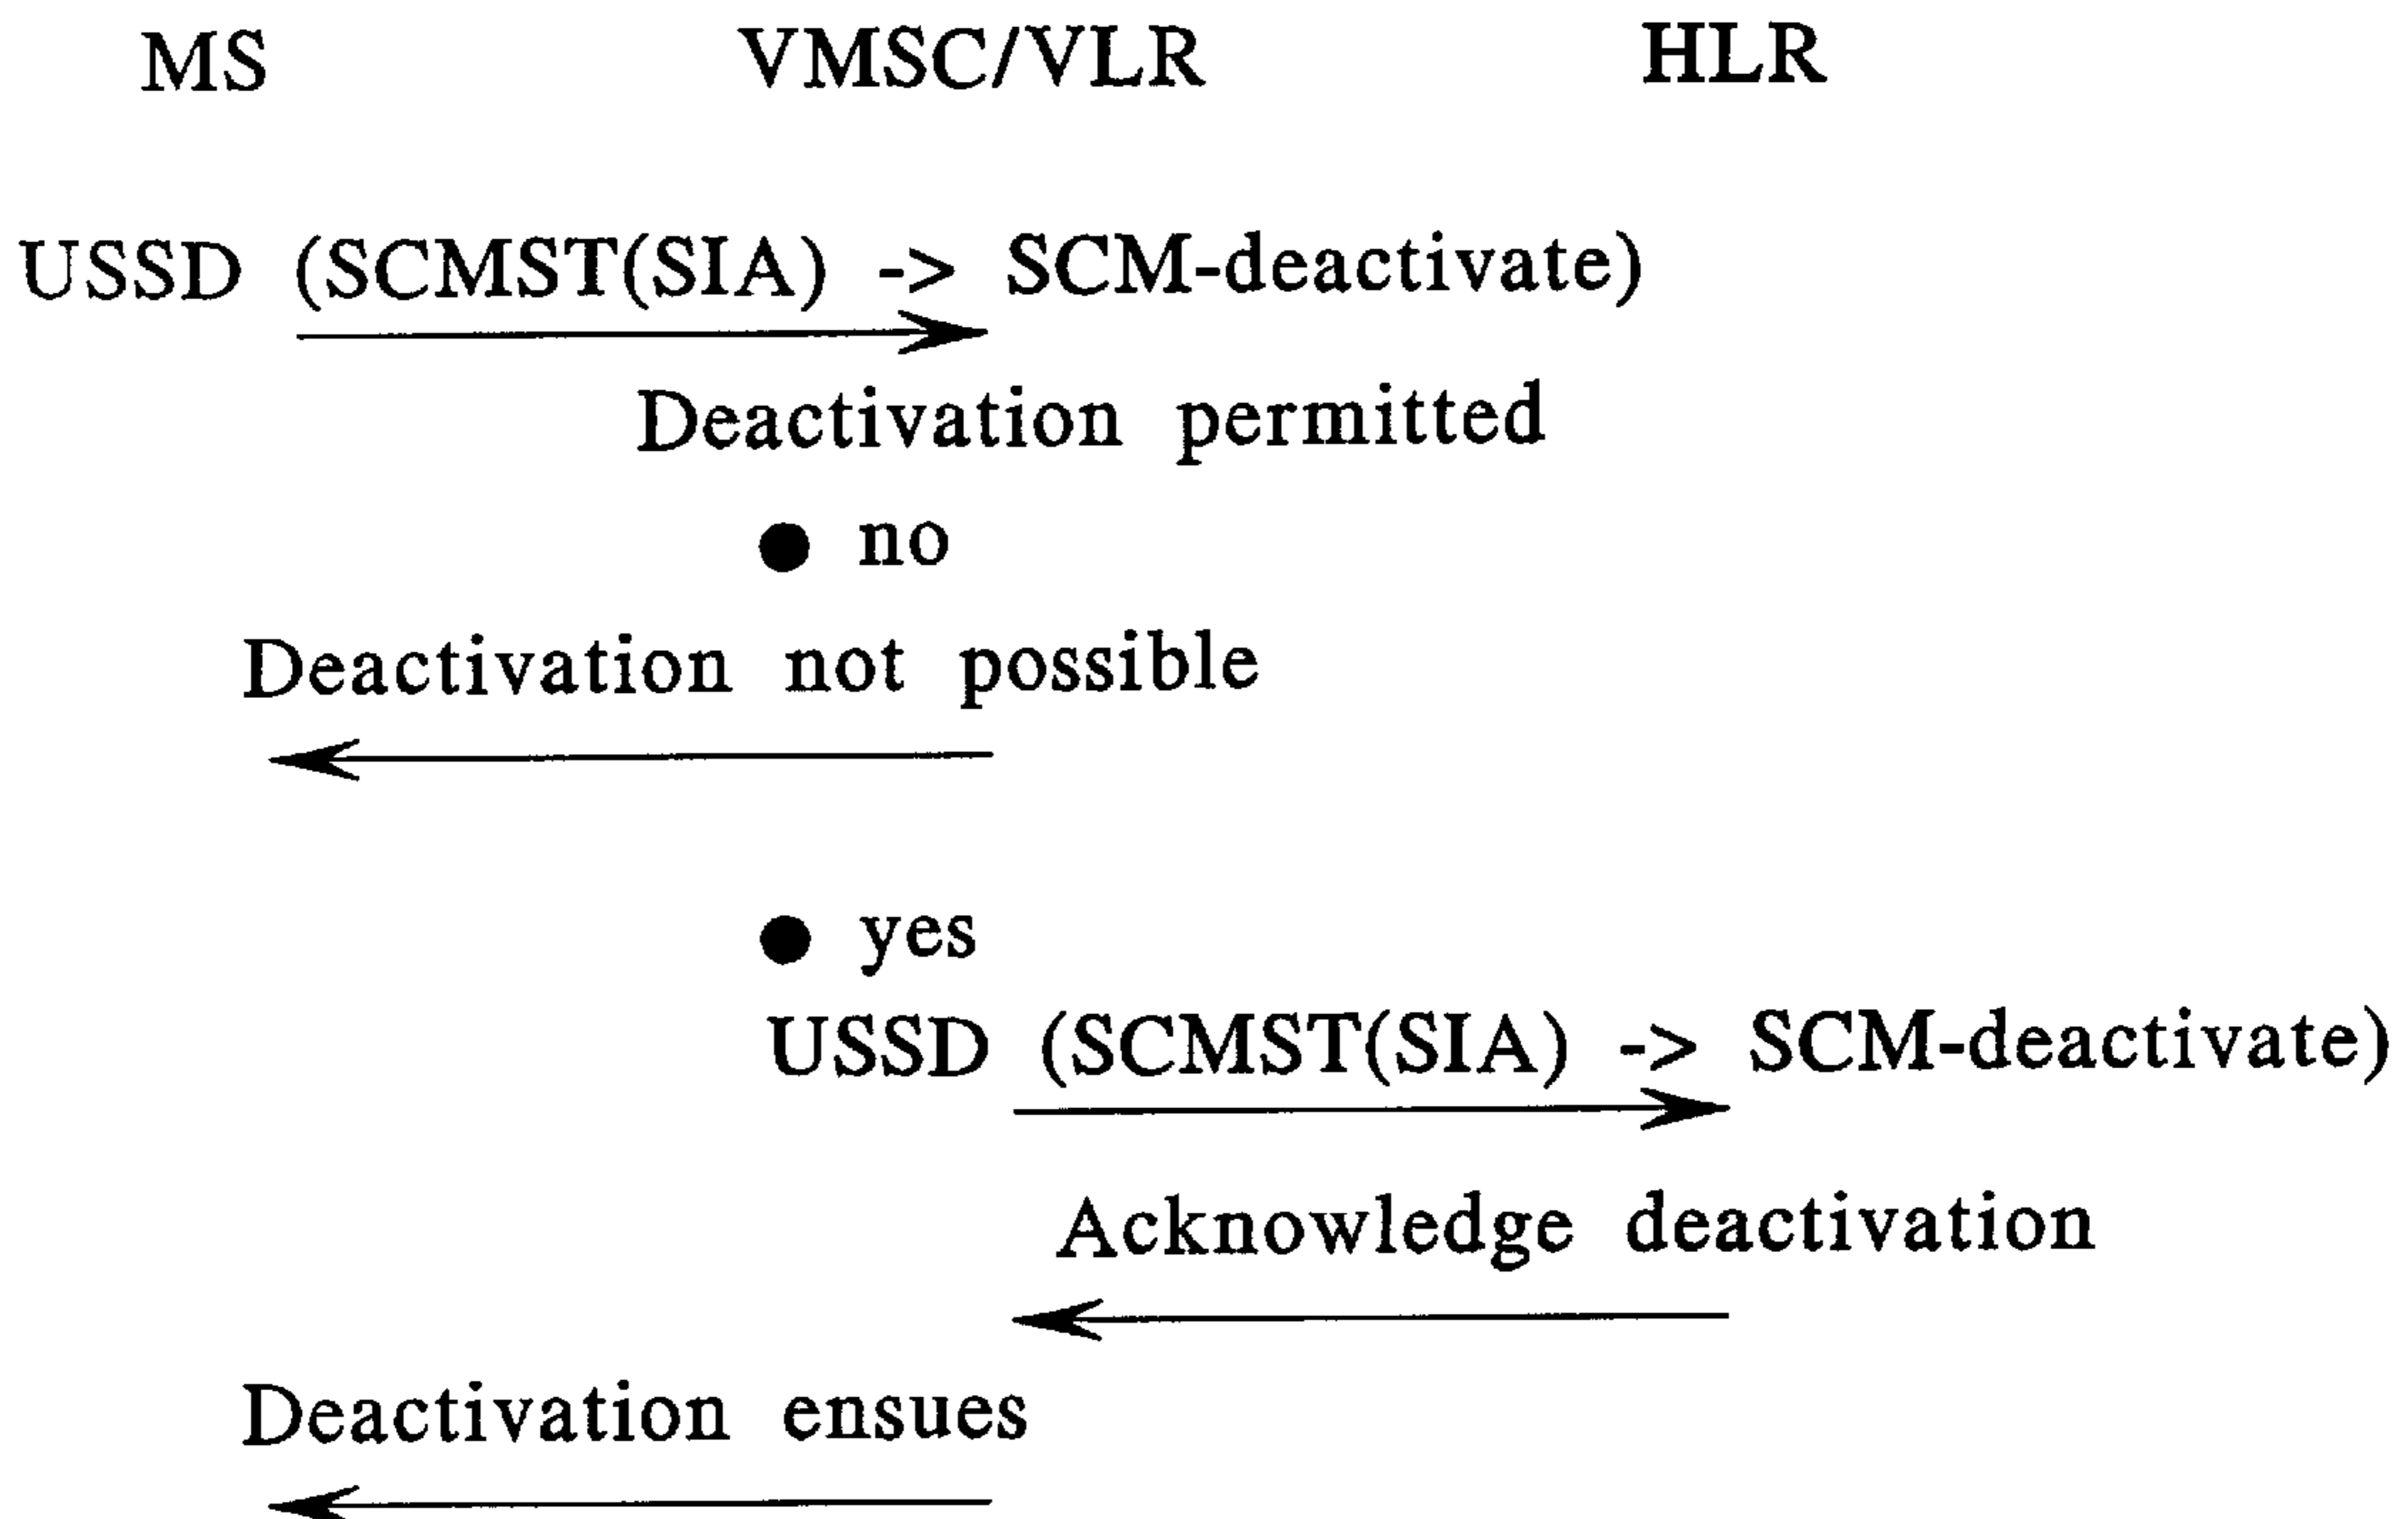 MS VMSC/VLR HLR
USSD (SCMST(SIA) -> SCM-deactivate)
Deactivation permitted
● no
Deactivation not possible
● yes
USSD (SCMST(SIA) -> SCM-deactivate)
Acknowledge deactivation
Deactivation ensues